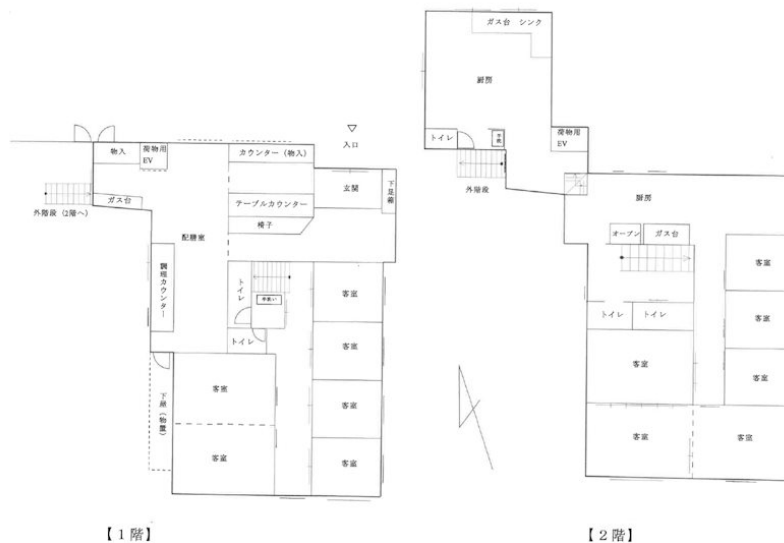 入口
物入
荷物用
EV
カウンター（物入）
玄関
下足箱
外階段（2階へ）
ガス台
テーブルカウンター
椅子
配膳室
調理カウンター
トイレ
手洗い
トイレ
客室
客室
客室
客室
客室
客室
下屋（物置）
【1階】
ガス台 シンク
厨房
トイレ
手洗
荷物用
EV
外階段
厨房
オーブン
ガス台
客室
客室
客室
トイレ
トイレ
客室
客室
客室
【2階】